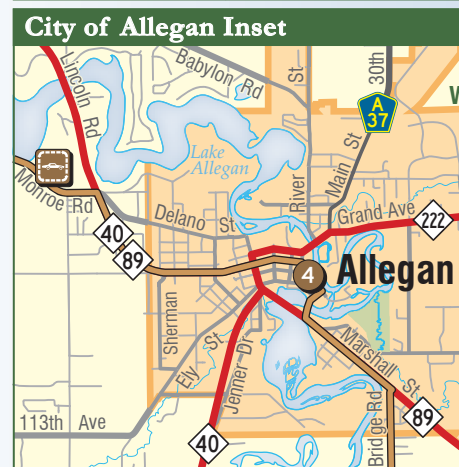 City of Allegan Inset
Lincoln Rd
Babylon Rd
St
30th
A
37
W
Lake
Allegan
Monroe Rd
River
Main St
Delano St
Grand Ave
222
40
89
4
Allegan
Sherman
Ely St
Jenner Dr
Marshall St
113th Ave
40
Bridge Rd
89